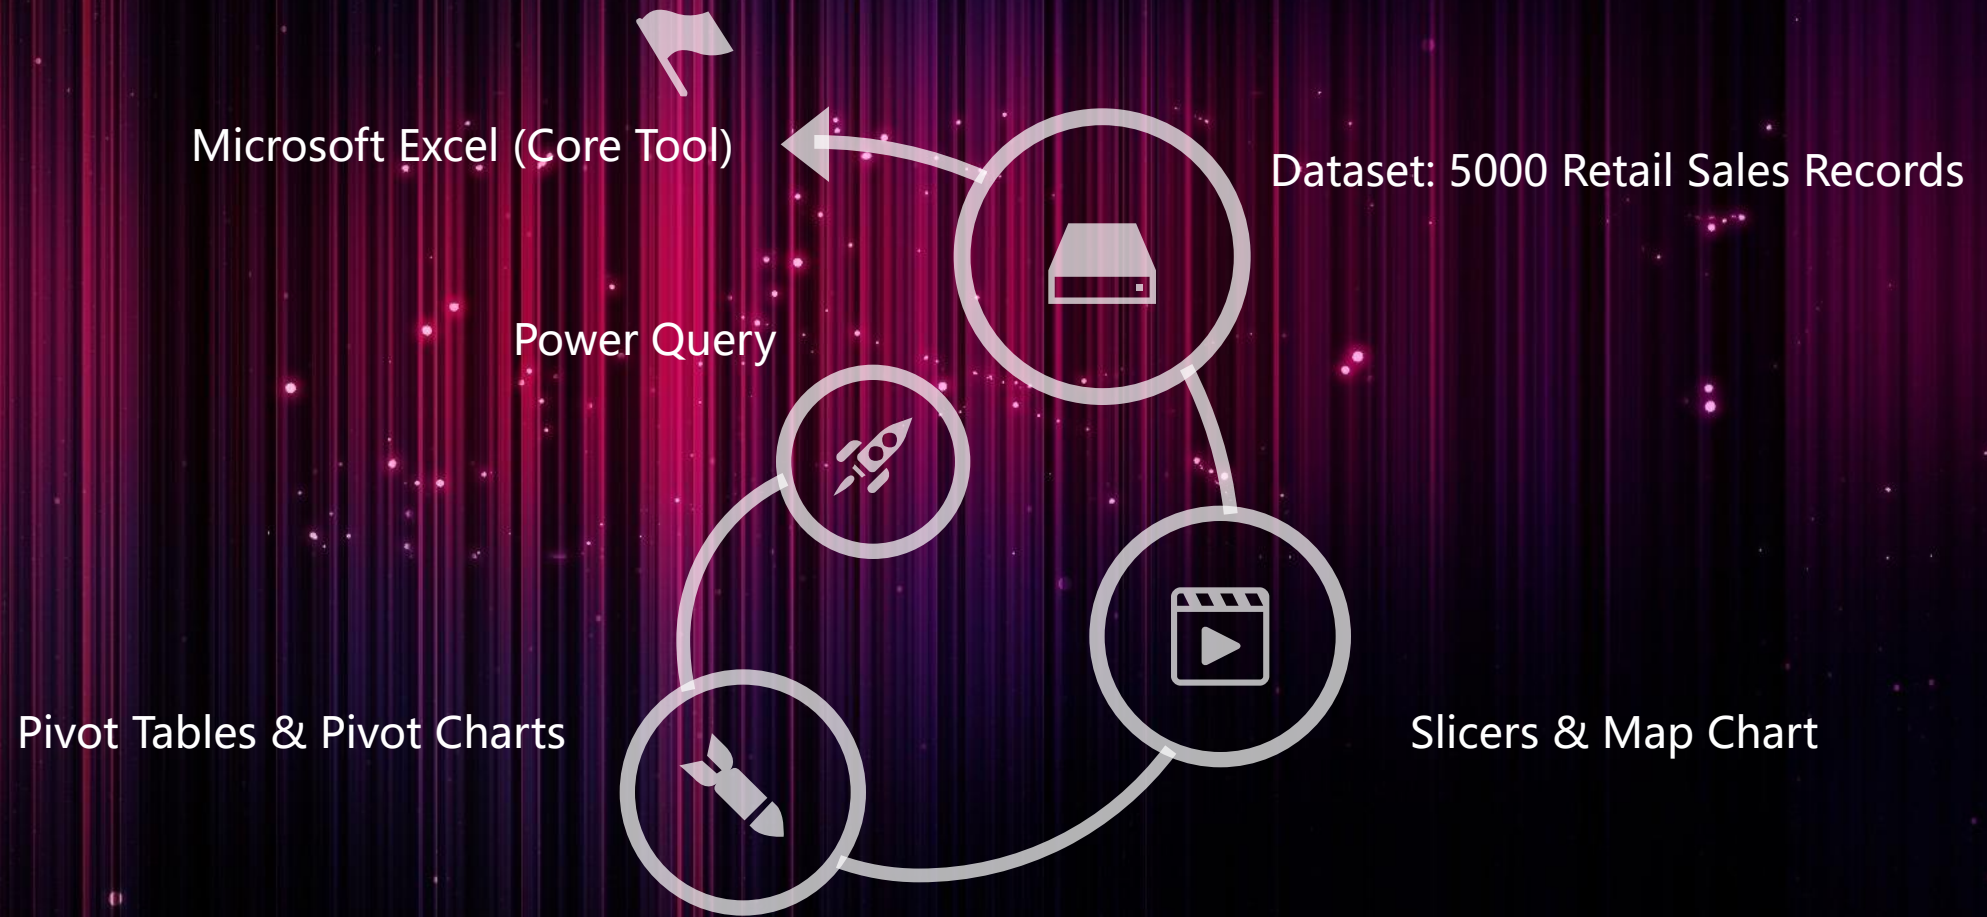 Microsoft Excel (Core Tool)
Dataset: 5000 Retail Sales Records
Power Query
Pivot Tables & Pivot Charts
Slicers & Map Chart